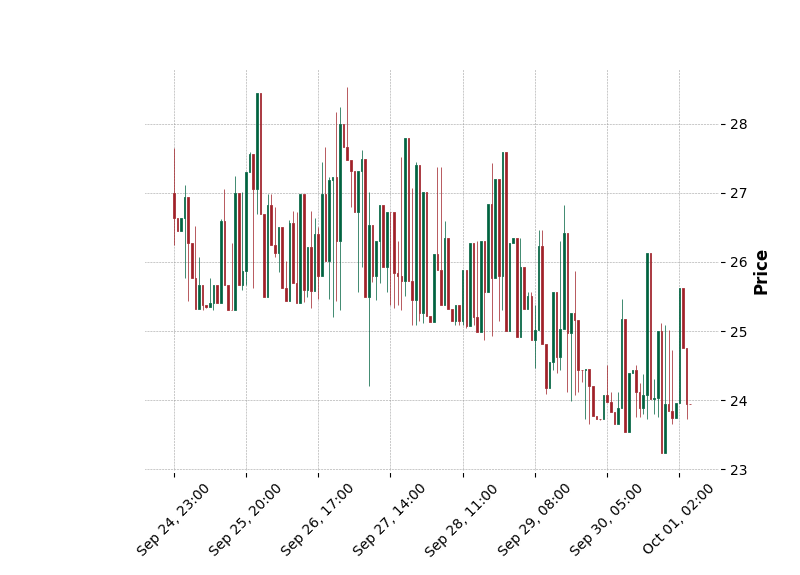 28
27
26
25
24
23
Price
Sep 24, 23:00
Sep 25, 20:00
Sep 26, 17:00
Sep 27, 14:00
Sep 28, 11:00
Sep 29, 08:00
Sep 30, 05:00
Oct 01, 02:00